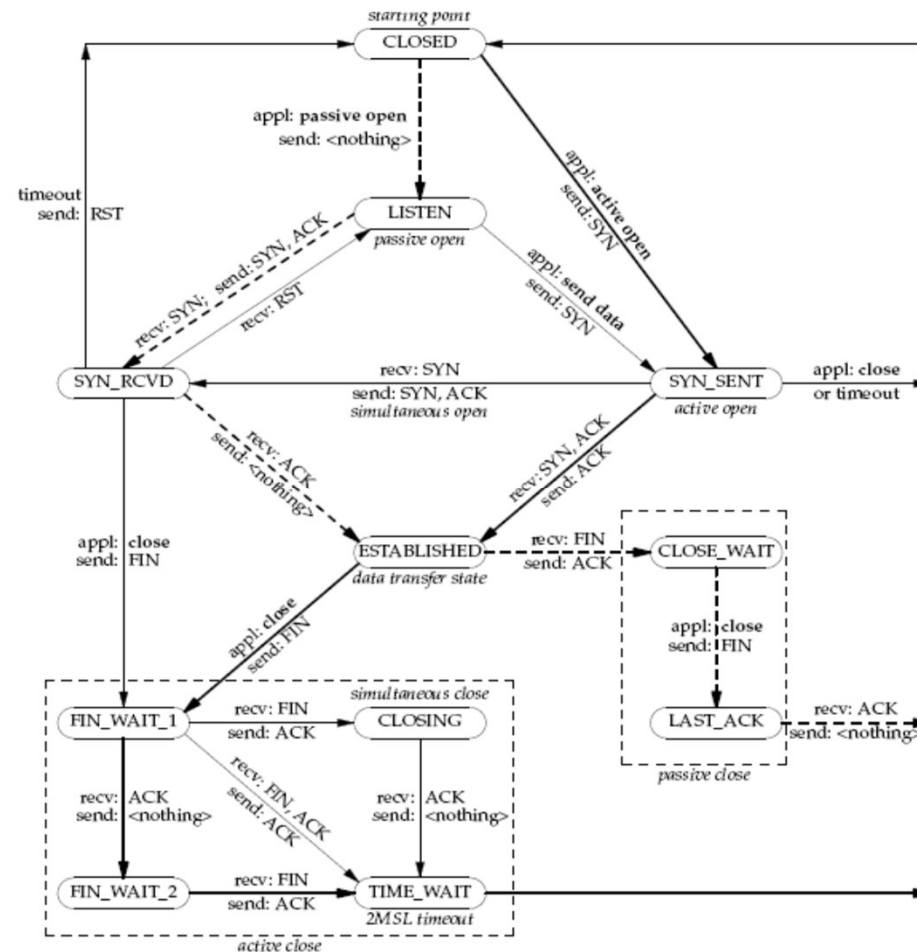 starting point
CLOSED
appl: passive open
send: <nothing>
appl: active open
send: SYN
timeout
send: RST
LISTEN
passive open
recv: SYN; send: SYN, ACK
recv: RST
appl: send data
send: SYN
SYN_RCVD
recv: SYN
send: SYN, ACK
simultaneous open
SYN_SENT
active open
appl: close
or timeout
recv: ACK
send: <nothing>
recv: SYN, ACK
send: ACK
appl: close
send: FIN
ESTABLISHED
data transfer state
recv: FIN
send: ACK
CLOSE_WAIT
appl: close
send: FIN
appl: close
send: FIN
simultaneous close
FIN_WAIT_1
recv: FIN
send: ACK
CLOSING
LAST_ACK
recv: ACK
send: <nothing>
passive close
recv: ACK
send: <nothing>
recv: FIN, ACK
send: ACK
recv: ACK
send: <nothing>
FIN_WAIT_2
recv: FIN
send: ACK
TIME_WAIT
2MSL timeout
active close